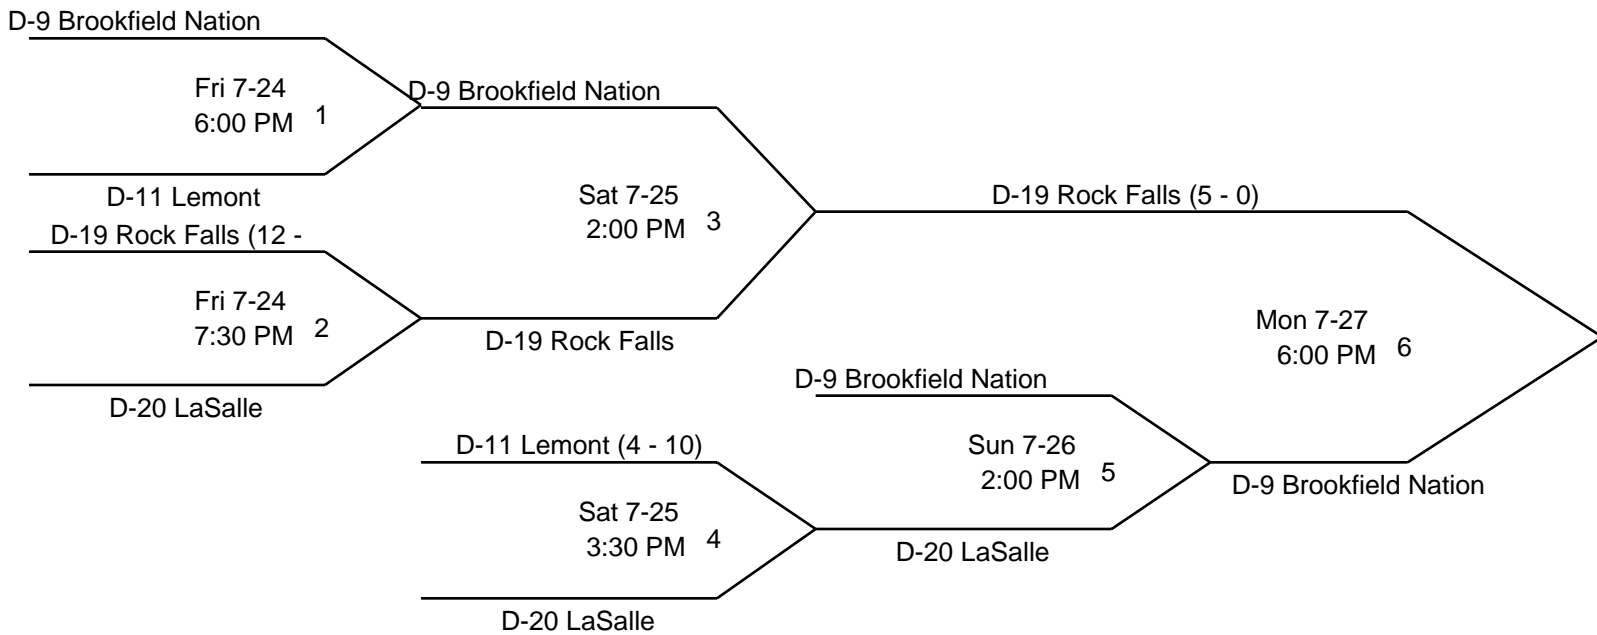 D-9 Brookfield Nation
Fri 7-24
6:00 PM 1
D-11 Lemont
D-19 Rock Falls (12 -
Fri 7-24
7:30 PM 2
D-20 LaSalle
D-9 Brookfield Nation
Sat 7-25
2:00 PM 3
D-19 Rock Falls
D-11 Lemont (4 - 10)
Sat 7-25
3:30 PM 4
D-20 LaSalle
D-19 Rock Falls (5 - 0)
D-9 Brookfield Nation
Sun 7-26
2:00 PM 5
D-20 LaSalle
Mon 7-27
6:00 PM 6
D-9 Brookfield Nation